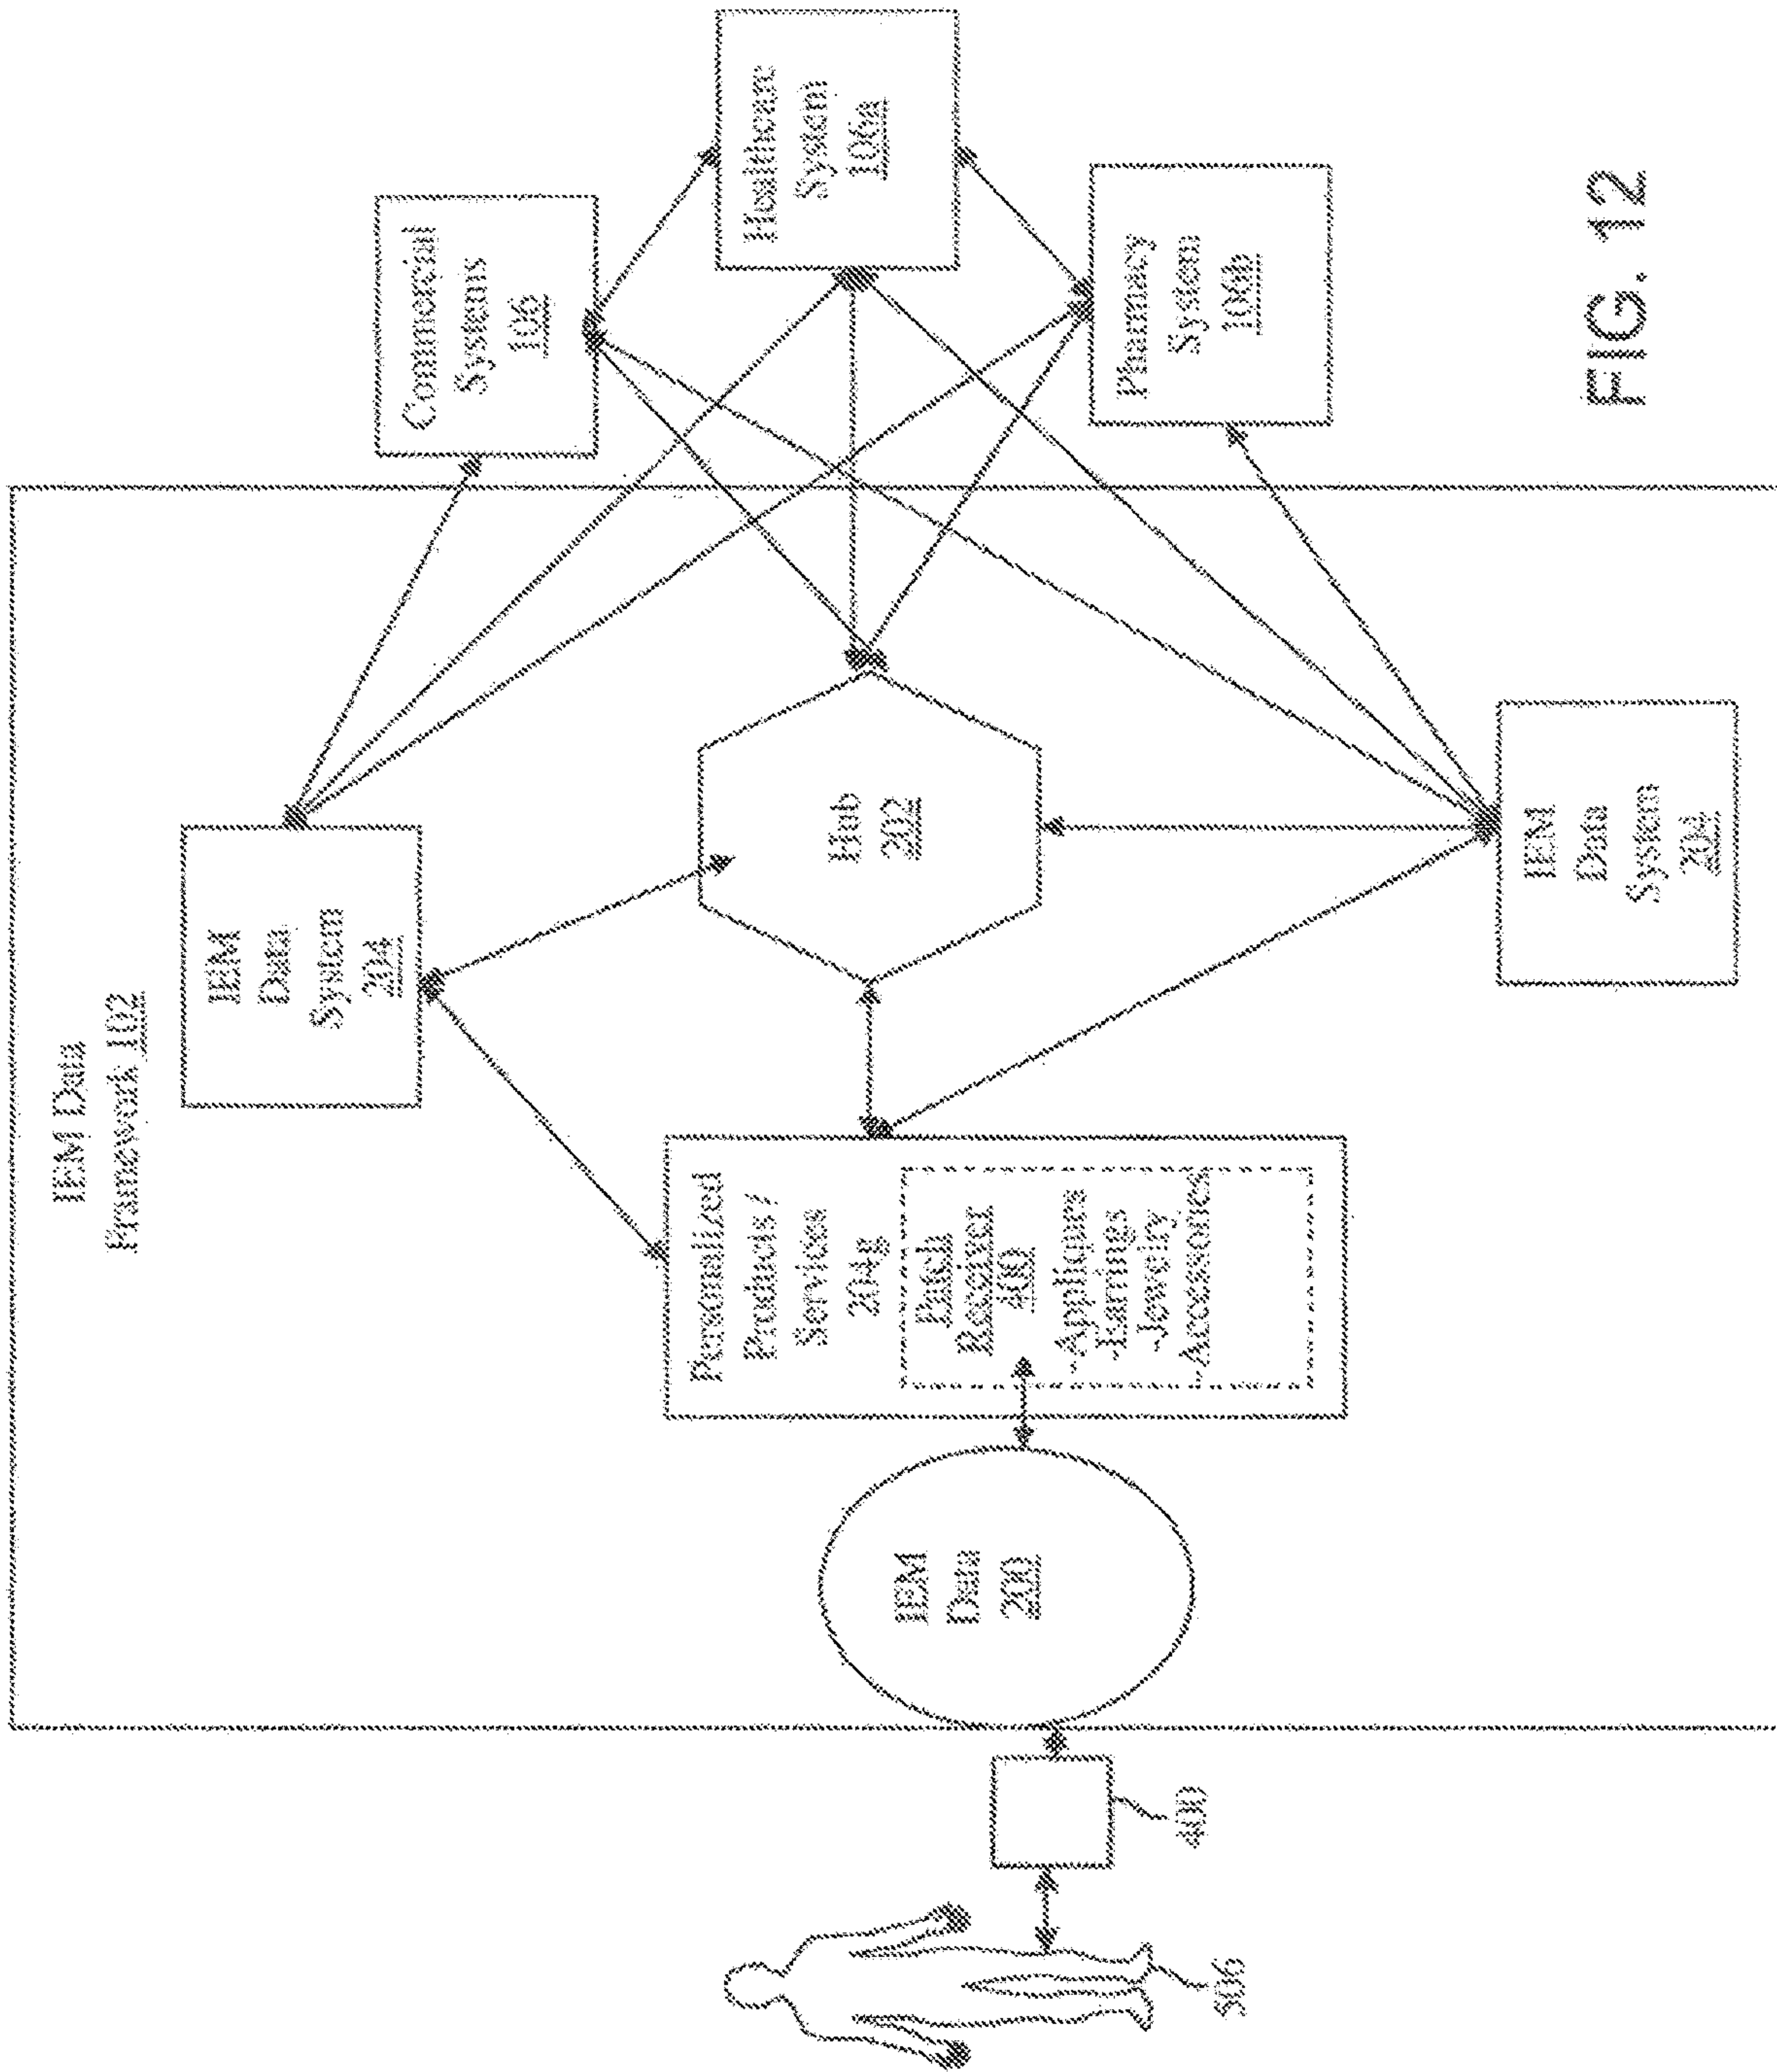 IEM Data
Framework 102
IEM
Data
System
204
Commercial
Systems
106
Healthcare
System
106a
Pharmacy
System
106b
Hub
202
Personalized
Products /
Services
204g
Patch
Receiver
400
-Appliques
-Earrings
-Jewelry
-Accessories
IEM
Data
200
IEM
Data
System
204
400
506
FIG. 12